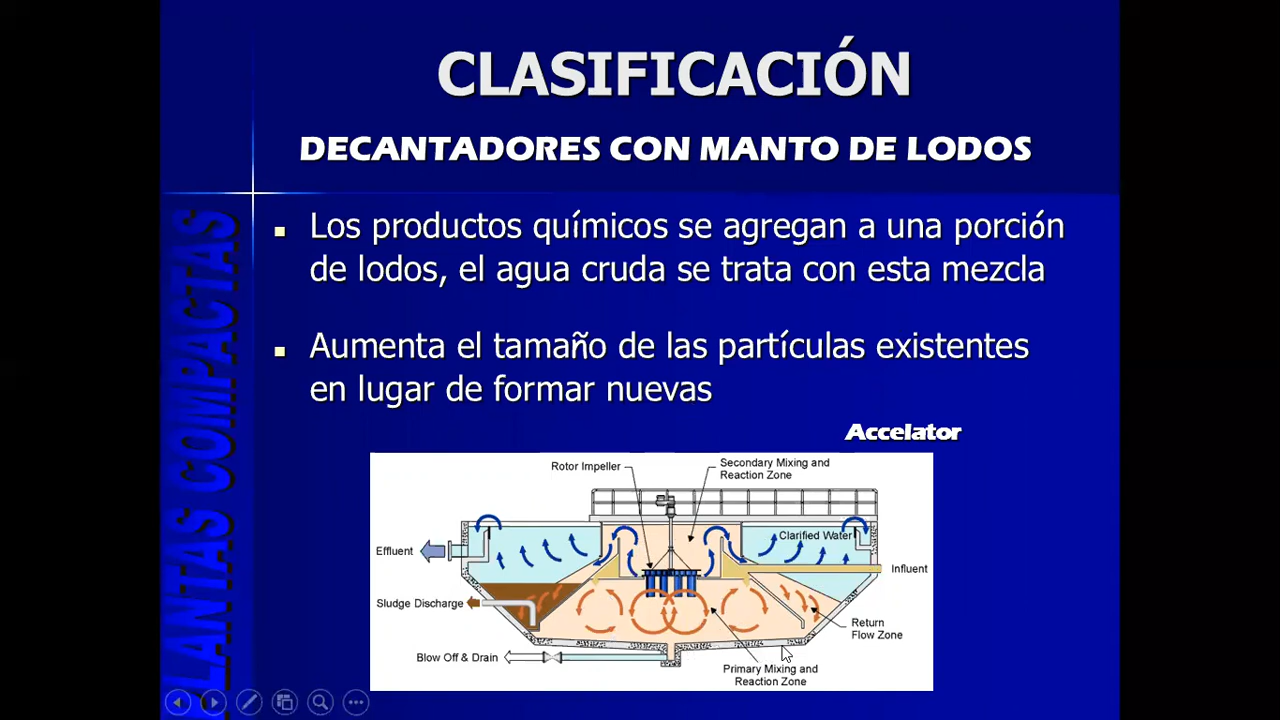 CLASIFICACIÓN
DECANTADORES CON MANTO DE LODOS
Los productos químicos se agregan a una porción
de lodos, el agua cruda se trata con esta mezcla
Aumenta el tamaño de las partículas existentes
en lugar de formar nuevas
PLANTAS COMPACTAS
Accelator
Rotor Impeller
Secondary Mixing and
Reaction Zone
Clarified Water
Effluent
Influent
Sludge Discharge
Return
Flow Zone
Blow Off & Drain
Primary Mixing and
Reaction Zone